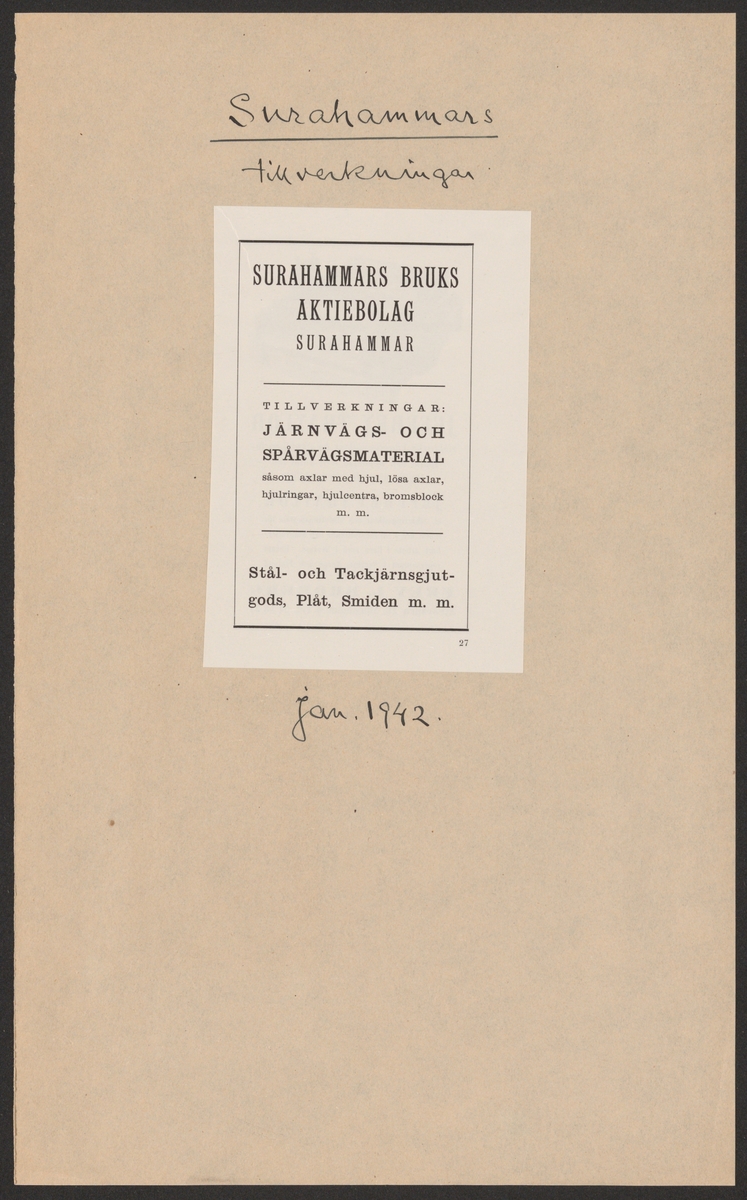 Surahammars
tillverkningar
SURAHAMMARS BRUKS
AKTIEBOLAG
SURAHAMMAR
TILLVERKNINGAR:
JÄRNVÄGS- OCH
SPÅRVÄGSMATERIAL
såsom axlar med hjul, lösa axlar,
hjulringar, hjulcentra, bromsblock
m. m.
Stål- och Tackjärnsgjut-
gods, Plåt, Smiden m. m.
27
jan. 1942.